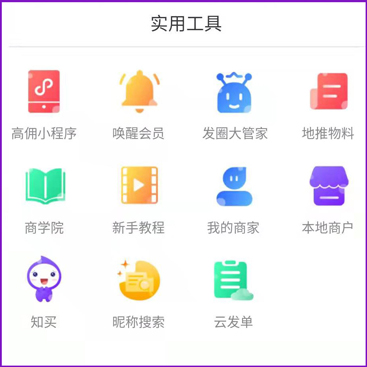 实用工具
高佣小程序 唤醒会员 发圈大管家 地推物料
商学院 新手教程 我的商家 本地商户
知买 昵称搜索 云发单